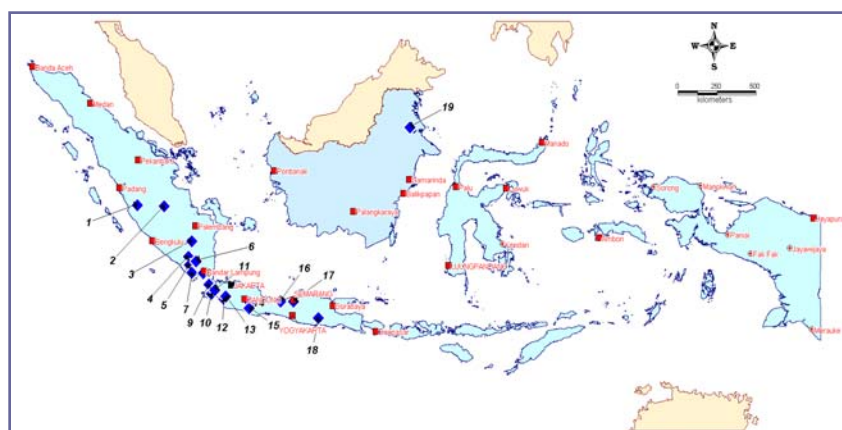 N
W E
S
0 250 500
kilometers
Banda Aceh
Medan
19
Manado
Pekanbaru
Pontianak
Samarinda
Palu
Luwuk
Sorong
Manokwari
Padang
Balikpapan
1
2
Palembang
Palangkaraya
Jayapura
Bengkulu
6
Kendari
Ambon
Fak Fak
Jayawijaya
3
Bandar Lampung
11
16
17
UJUNGPANDANG
4
JAKARTA
SEMARANG
5
Surabaya
7
9
10
12
13
15
YOGYAKARTA
18
Denpasar
Merauke